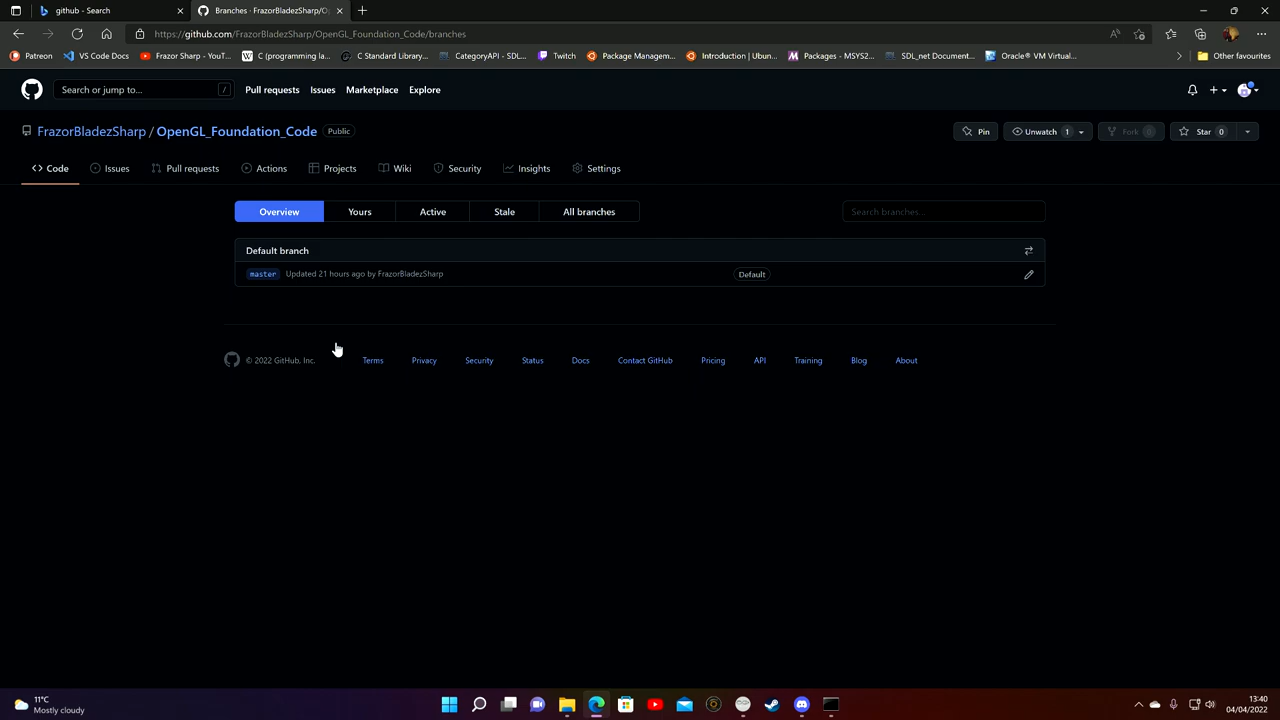 github - Search
Branches · FrazorBladezSharp/O
https://github.com/FrazorBladezSharp/OpenGL_Foundation_Code/branches
Patreon
VS Code Docs
Frazor Sharp - YouT...
C (programming la...
C Standard Library...
CategoryAPI - SDL...
Twitch
Package Managem...
Introduction | Ubun...
Packages - MSYS2...
SDL_net Document...
Oracle® VM Virtual...
Other favourites
Search or jump to...
/
Pull requests
Issues
Marketplace
Explore
FrazorBladezSharp / OpenGL_Foundation_Code
Public
Pin
Unwatch 1
Fork 0
Star 0
Code
Issues
Pull requests
Actions
Projects
Wiki
Security
Insights
Settings
Overview
Yours
Active
Stale
All branches
Search branches...
Default branch
master Updated 21 hours ago by FrazorBladezSharp
Default
© 2022 GitHub, Inc.
Terms
Privacy
Security
Status
Docs
Contact GitHub
Pricing
API
Training
Blog
About
11°C
Mostly cloudy
13:40
04/04/2022